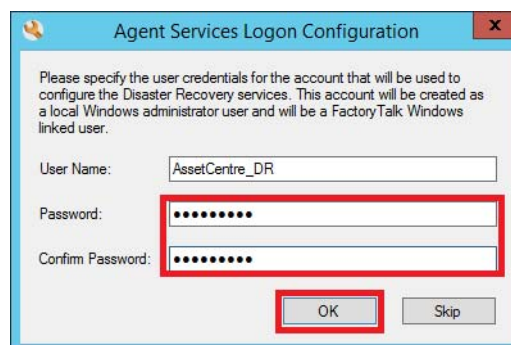 Agent Services Logon Configuration
x
Please specify the user credentials for the account that will be used to
configure the Disaster Recovery services. This account will be created as
a local Windows administrator user and will be a FactoryTalk Windows
linked user.
User Name: AssetCentre_DR
Password: ●●●●●●●●●
Confirm Password: ●●●●●●●●●
OK Skip